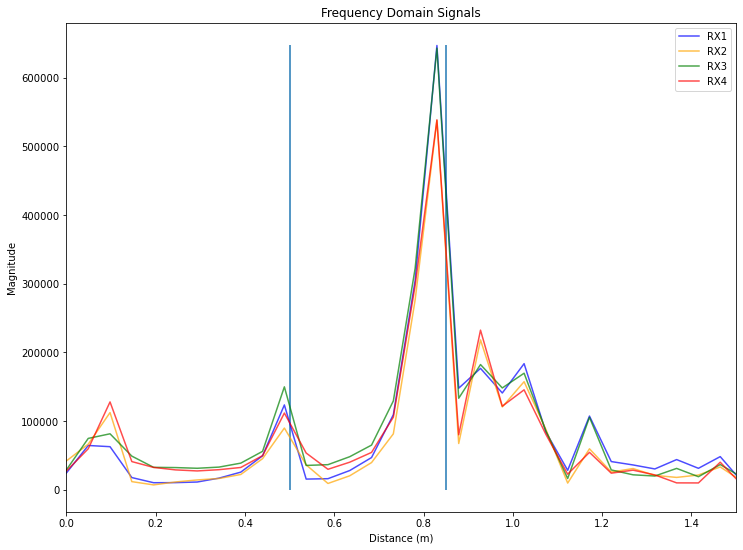 Frequency Domain Signals
RX1
RX2
RX3
RX4
600000
500000
400000
300000
200000
100000
0
Magnitude
0.0 0.2 0.4 0.6 0.8 1.0 1.2 1.4
Distance (m)